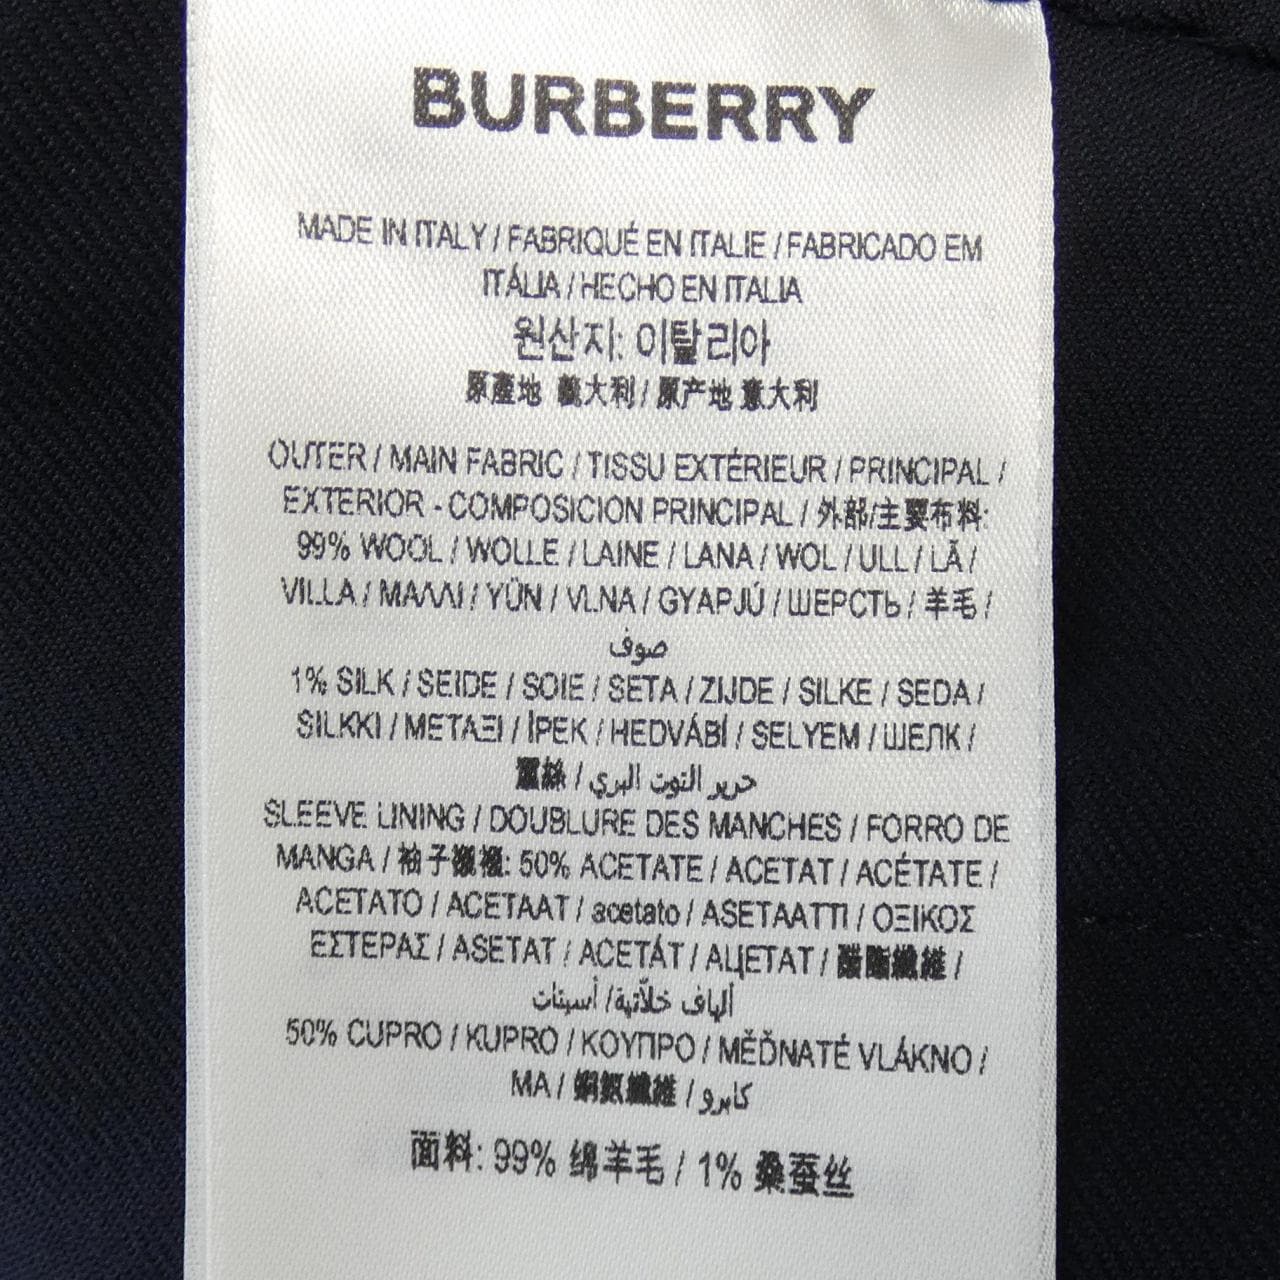 BURBERRY
MADE IN ITALY / FABRIQUÉ EN ITALIE / FABRICADO EM
ITÁLIA / HECHO EN ITALIA
원산지: 이탈리아
原產地 義大利 / 原产地 意大利
OUTER / MAIN FABRIC / TISSU EXTÉRIEUR / PRINCIPAL /
EXTERIOR - COMPOSICION PRINCIPAL / 外部/主要布料:
99% WOOL / WOLLE / LAINE / LANA / WOL / ULL / LÃ /
VILLA / ΜΑΛΛΙ / YÜN / VLNA / GYAPJÚ / ШЕРСТЬ / 羊毛 /
صوف
1% SILK / SEIDE / SOIE / SETA / ZIJDE / SILKE / SEDA /
SILKKI / ΜΕΤΑΞΙ / İPEK / HEDVÁBÍ / SELYEM / ШЕЛК /
絲 / حرير التوت البري
SLEEVE LINING / DOUBLURE DES MANCHES / FORRO DE
MANGA / 袖子襯裡: 50% ACETATE / ACETAT / ACÉTATE /
ACETATO / ACETAAT / acetato / ASETAATTI / ΟΞΙΚΟΣ
ΕΣΤΕΡΑΣ / ASETAT / ACETÁT / АЦЕТАТ / 醋酯纖維 /
ألياف خلاّتية/ أسيتات
50% CUPRO / KUPRO / ΚΟΥΠΡΟ / MĚĎNATÉ VLÁKNO /
MA / 銅氨纖維 / كابرو
面料: 99% 绵羊毛 / 1% 桑蚕丝